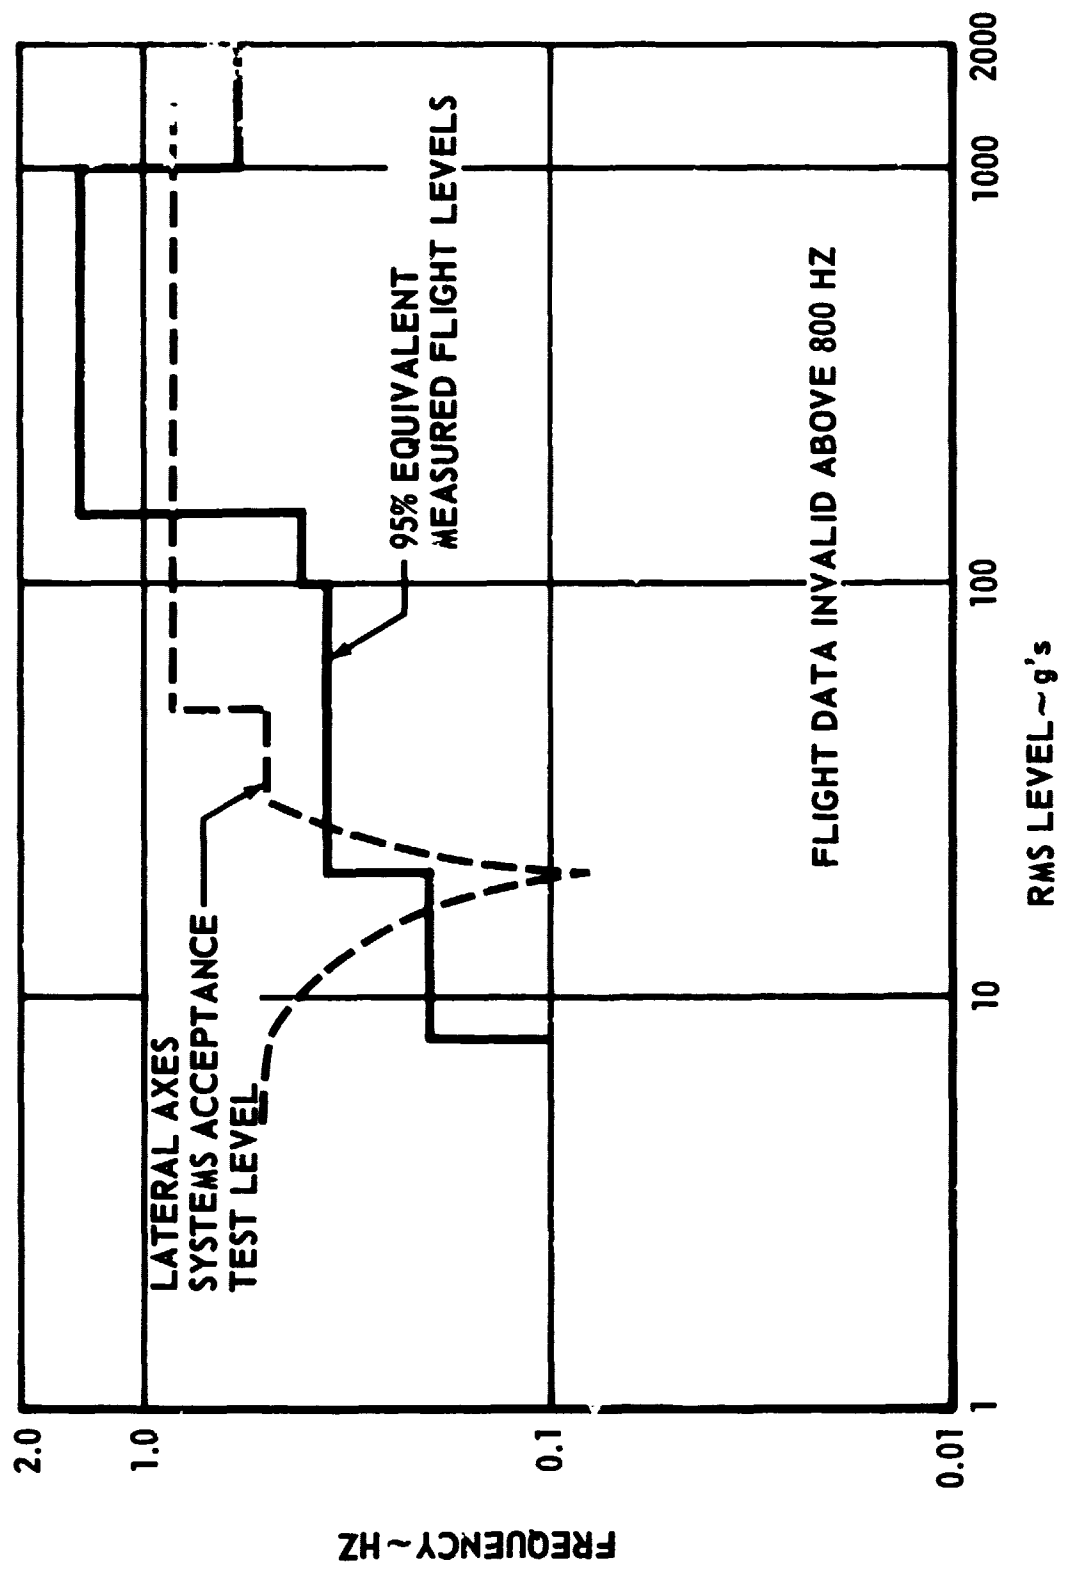 2.0
1.0
0.1
0.01
FREQUENCY ~ HZ
LATERAL AXES
SYSTEMS ACCEPTANCE
TEST LEVEL
95% EQUIVALENT
MEASURED FLIGHT LEVELS
FLIGHT DATA INVALID ABOVE 800 HZ
1
10
100
1000
2000
RMS LEVEL ~ g's